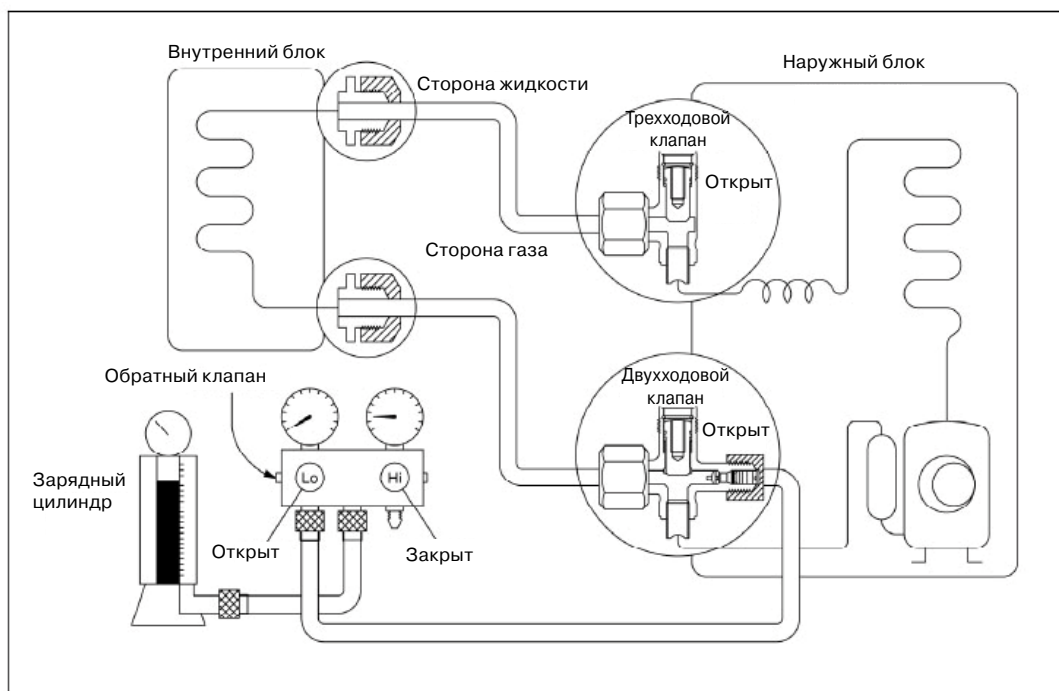 Внутренний блок
Сторона жидкости
Наружный блок
Трехходовой
клапан
Открыт
Сторона газа
Обратный клапан
Двухходовой
клапан
Открыт
Зарядный
цилиндр
Lo
Hi
Открыт
Закрыт